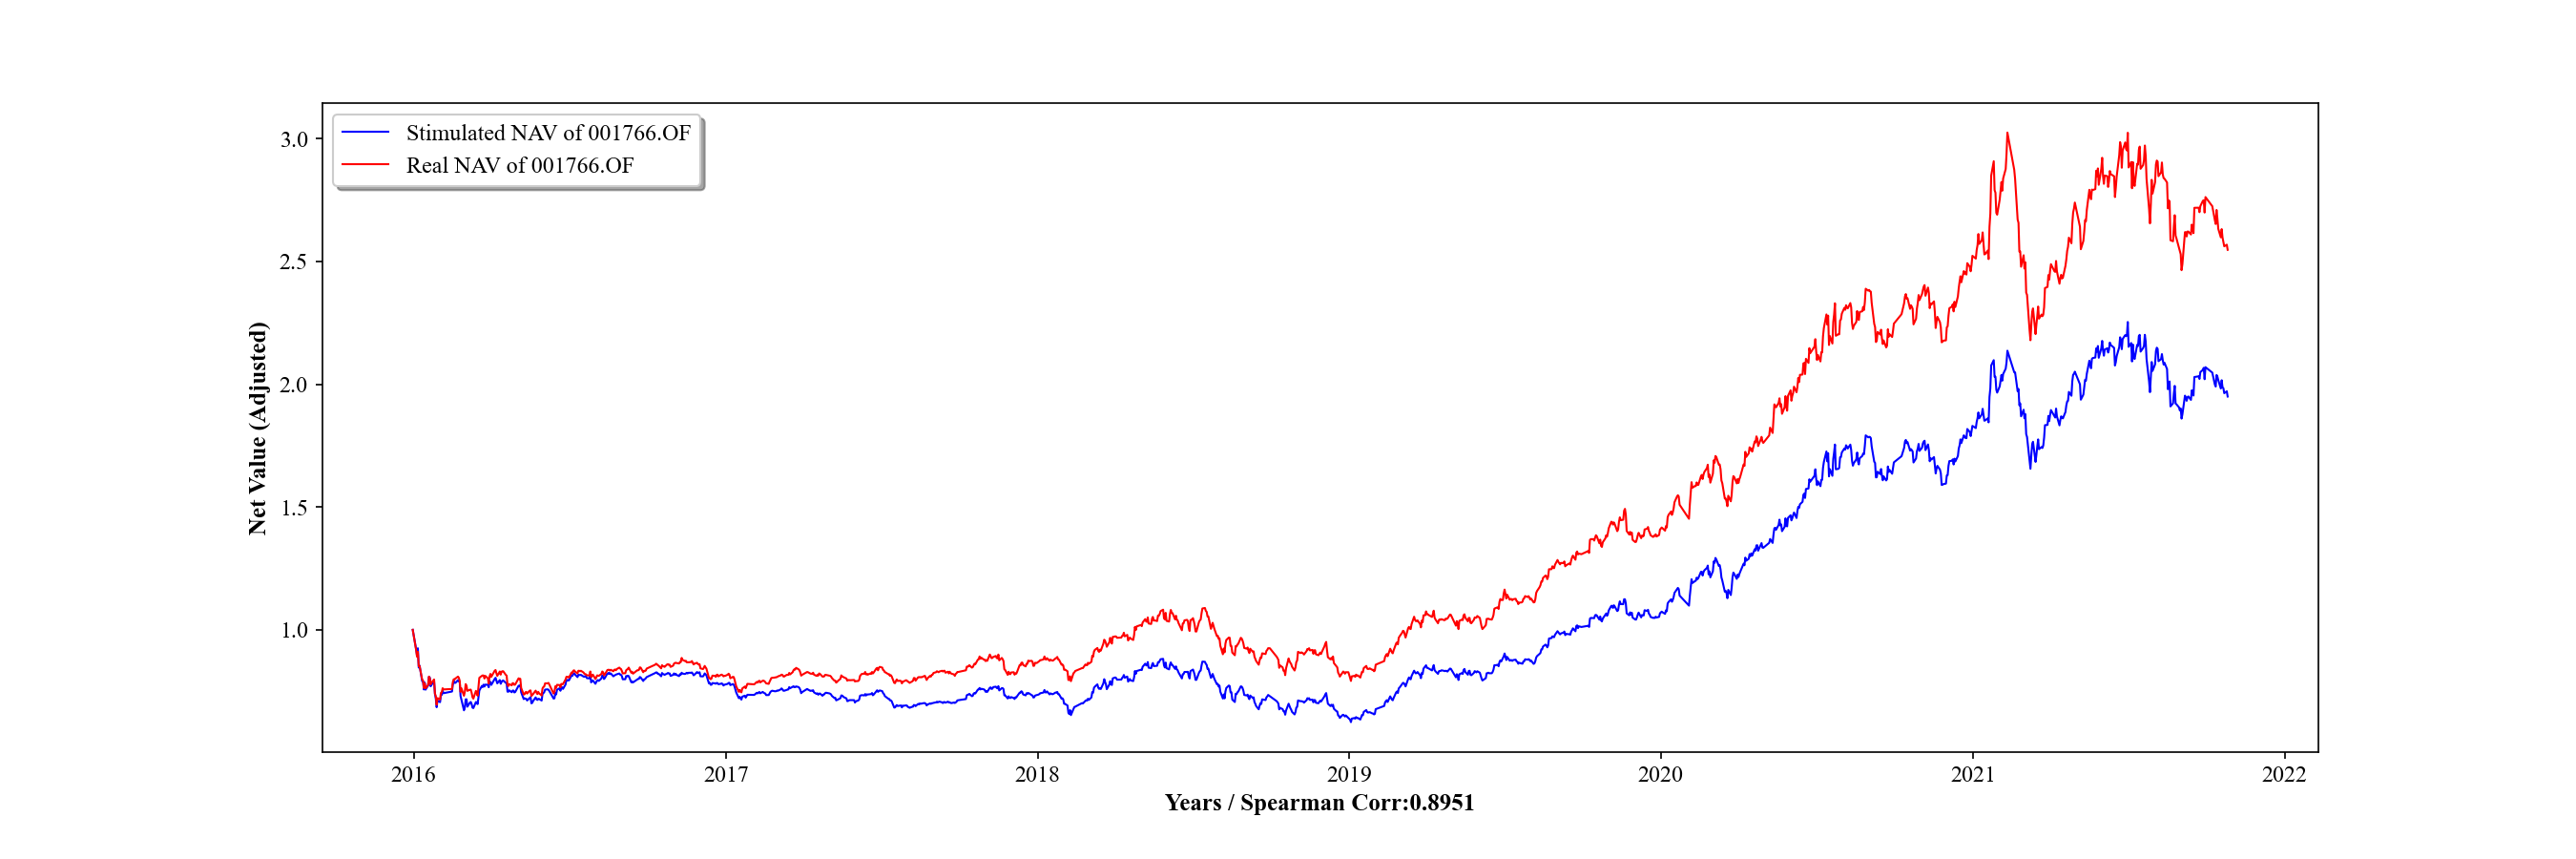 Stimulated NAV of 001766.OF
Real NAV of 001766.OF
3.0
2.5
2.0
1.5
1.0
Net Value (Adjusted)
2016 2017 2018 2019 2020 2021 2022
Years / Spearman Corr:0.8951